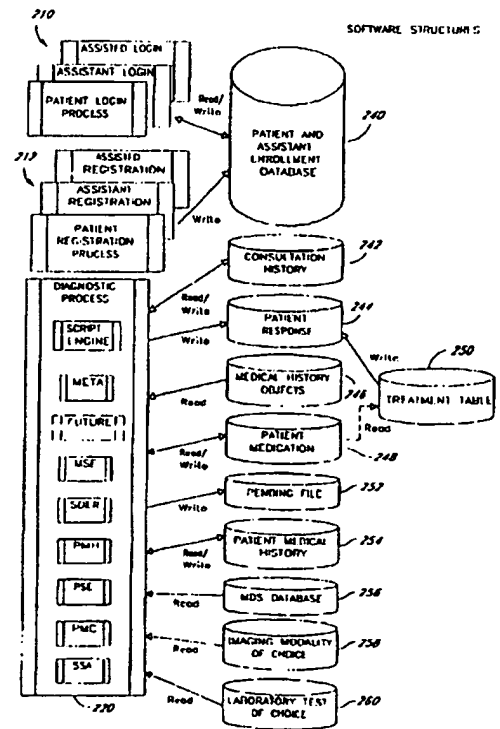 SOFTWARE STRUCTURES
210
ASSISTED LOGIN
ASSISTANT LOGIN
PATIENT LOGIN
PROCESS
Read/
Write
PATIENT AND
ASSISTANT
ENROLLMENT
DATABASE
240
212
ASSISTED
REGISTRATION
ASSISTANT
REGISTRATION
PATIENT
REGISTRATION
PROCESS
Write
DIAGNOSTIC
PROCESS
Read/
Write
CONSULTATION
HISTORY
242
SCRIPT
ENGINE
Write
PATIENT
RESPONSE
244
Write
250
TREATMENT TABLE
META
Read
MEDICAL HISTORY
OBJECTS
246
FUTURE
Read/
Write
PATIENT
MEDICATION
248
Read
MSF
SDER
Write
PENDING FILE
252
PMH
Read/
Write
PATIENT MEDICAL
HISTORY
254
PSE
Read
MDS DATABASE
256
PMC
Read
IMAGING MODALITY
OF CHOICE
258
SSA
Read
LABORATORY TEST
OF CHOICE
260
220